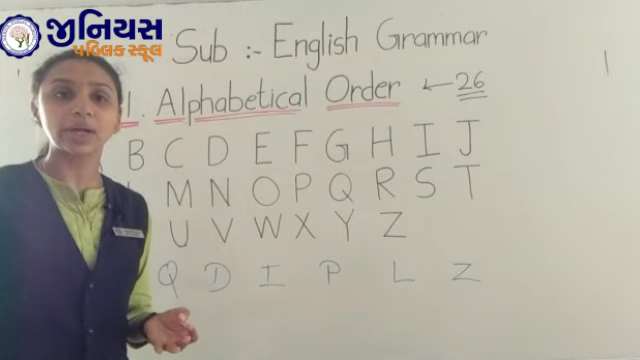 જીનિયસ
પબ્લિક સ્કૂલ
Sub :- English Grammar
1. Alphabetical Order ← 26
B C D E F G H I J
M N O P Q R S T
U V W X Y Z
Q D I P L Z